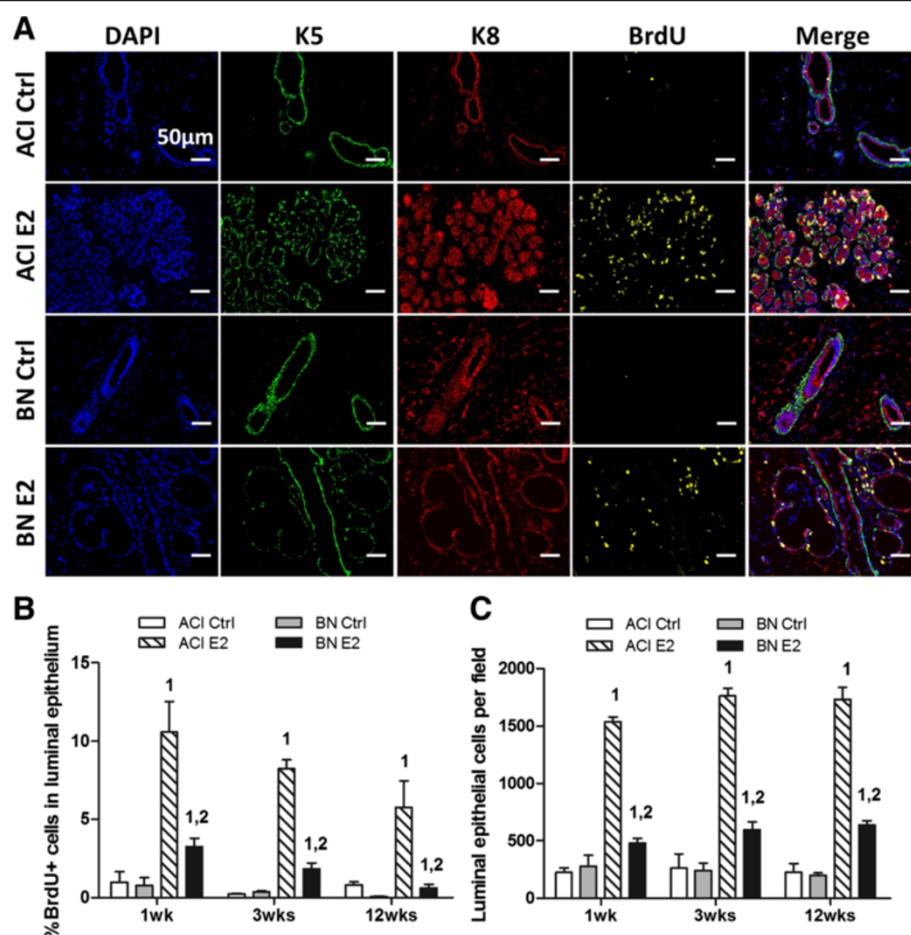 A
DAPI K5 K8 BrdU Merge
ACI Ctrl
50μm
ACI E2
BN Ctrl
BN E2
B
ACI Ctrl BN Ctrl
ACI E2 BN E2
%BrdU+ cells in luminal epithelium
15
10
5
0
1 1,2 1 1,2 1 1,2
1wk 3wks 12wks
C
ACI Ctrl BN Ctrl
ACI E2 BN E2
Luminal epithelial cells per field
2000
1500
1000
500
0
1 1,2 1 1,2 1 1,2
1wk 3wks 12wks